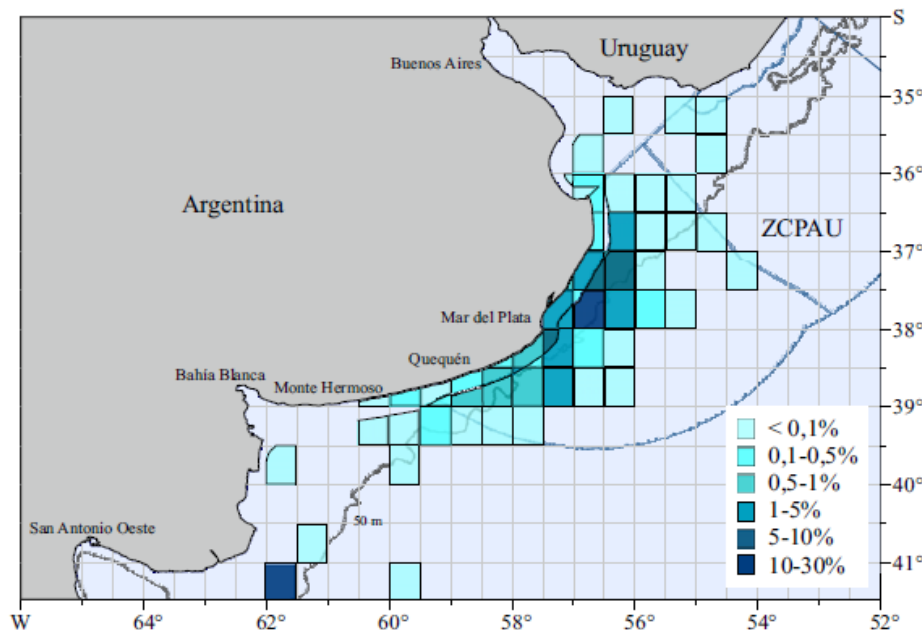 S
Uruguay
Buenos Aires
35°
36°
Argentina
ZCPAU
37°
Mar del Plata
38°
Quequén
Bahía Blanca
Monte Hermoso
39°
< 0,1%
0,1-0,5%
40°
0,5-1%
50 m
1-5%
San Antonio Oeste
5-10%
41°
10-30%
W
64°
62°
60°
58°
56°
54°
52°